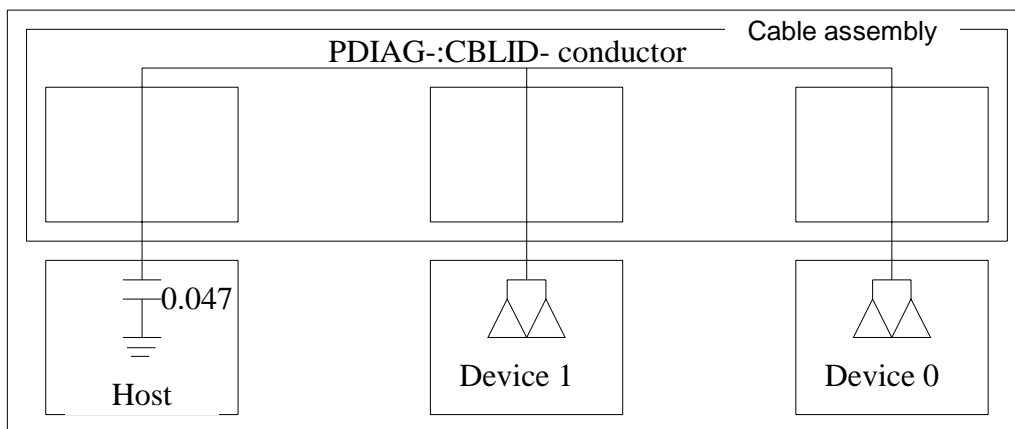 Cable assembly
PDIAG-:CBLID- conductor
0.047
Host
Device 1
Device 0